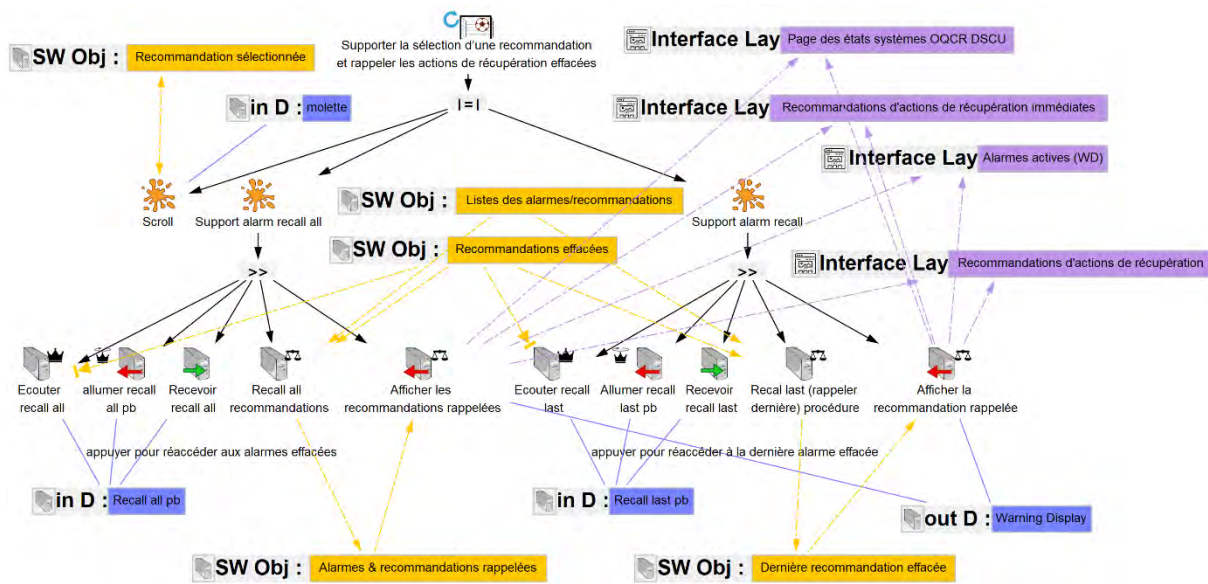 Supporter la sélection d'une recommandation
et rappeler les actions de récupération effacées
Interface Lay Page des états systèmes OQCR DSCU
SW Obj : Recommandation sélectionnée
in D : molette
|=|
Interface Lay Recommandations d'actions de récupération immédiates
Interface Lay Alarmes actives (WD)
Scroll
Support alarm recall all
SW Obj : Listes des alarmes/recommandations
Support alarm recall
SW Obj : Recommandations effacées
>>
>>
Interface Lay Recommandations d'actions de récupération
Ecouter
recall all
allumer recall
all pb
Recevoir
recall all
Recall all
recommandations
Afficher les
recommandations rappelées
Ecouter recall
last
Allumer recall
last pb
Recevoir
recall last
Recal last (rappeler
dernière) procédure
Afficher la
recommandation rappelée
appuyer pour réaccéder aux alarmes effacées
appuyer pour réaccéder à la dernière alarme effacée
in D : Recall all pb
in D : Recall last pb
out D : Warning Display
SW Obj : Alarmes & recommandations rappelées
SW Obj : Dernière recommandation effacée